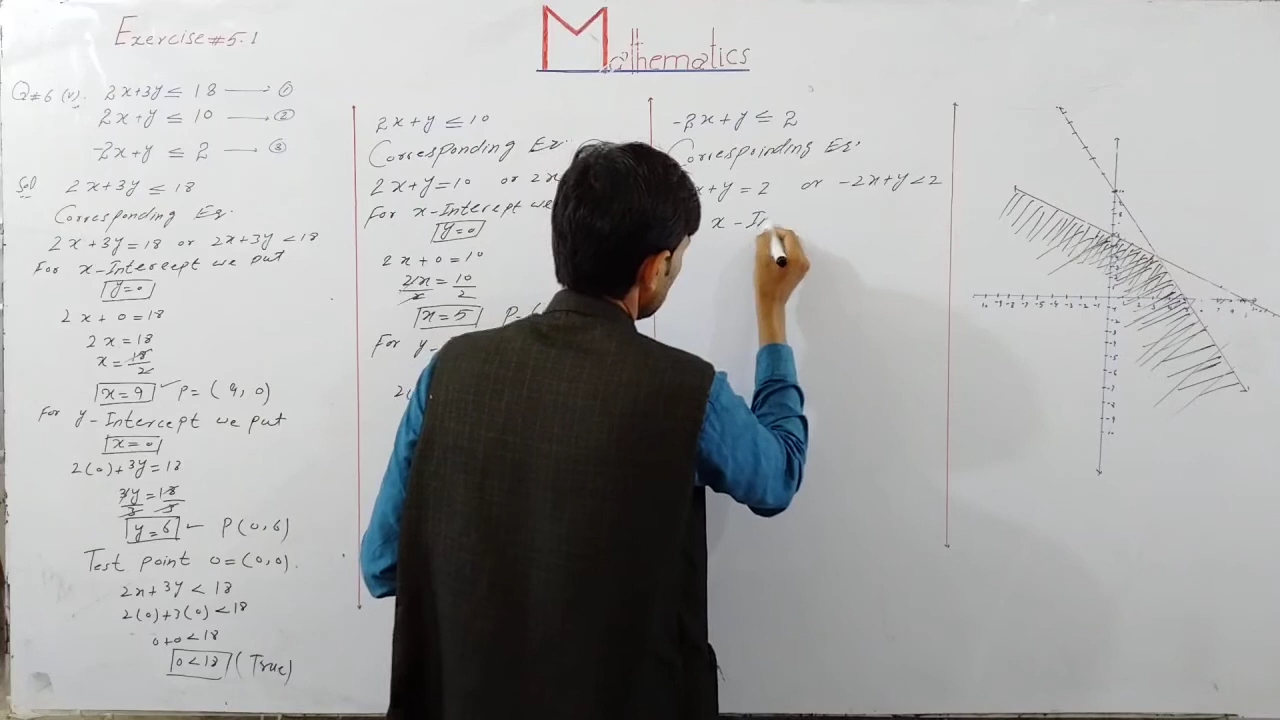 Exercise #5.1
Mathematics
Q#6 (v). 2x+3y ≤ 18 → ①
2x+y ≤ 10 → ②
-2x+y ≤ 2 → ③
Sol 2x+3y ≤ 18
Corresponding Eq.
2x+3y=18 or 2x+3y<18
For x-Intercept we put
y=0
2x+0=18
2x=18
x=18/2
x=9 ✓ P=(9,0)
For y-Intercept we put
x=0
2(0)+3y=18
3y/3=18/3
y=6 ✓ P(0,6)
Test point O=(0,0).
2x+3y<18
2(0)+3(0)<18
0+0<18
0<18 (True)
2x+y ≤ 10
Corresponding Eq.
2x+y=10 or 2x
For x-Intercept we
y=0
2x+0=10
2x/2=10/2
x=5 P=
For y-
2(
-2x+y ≤ 2
Correspoinding Eq.
x+y=2 or -2x+y<2
x-In